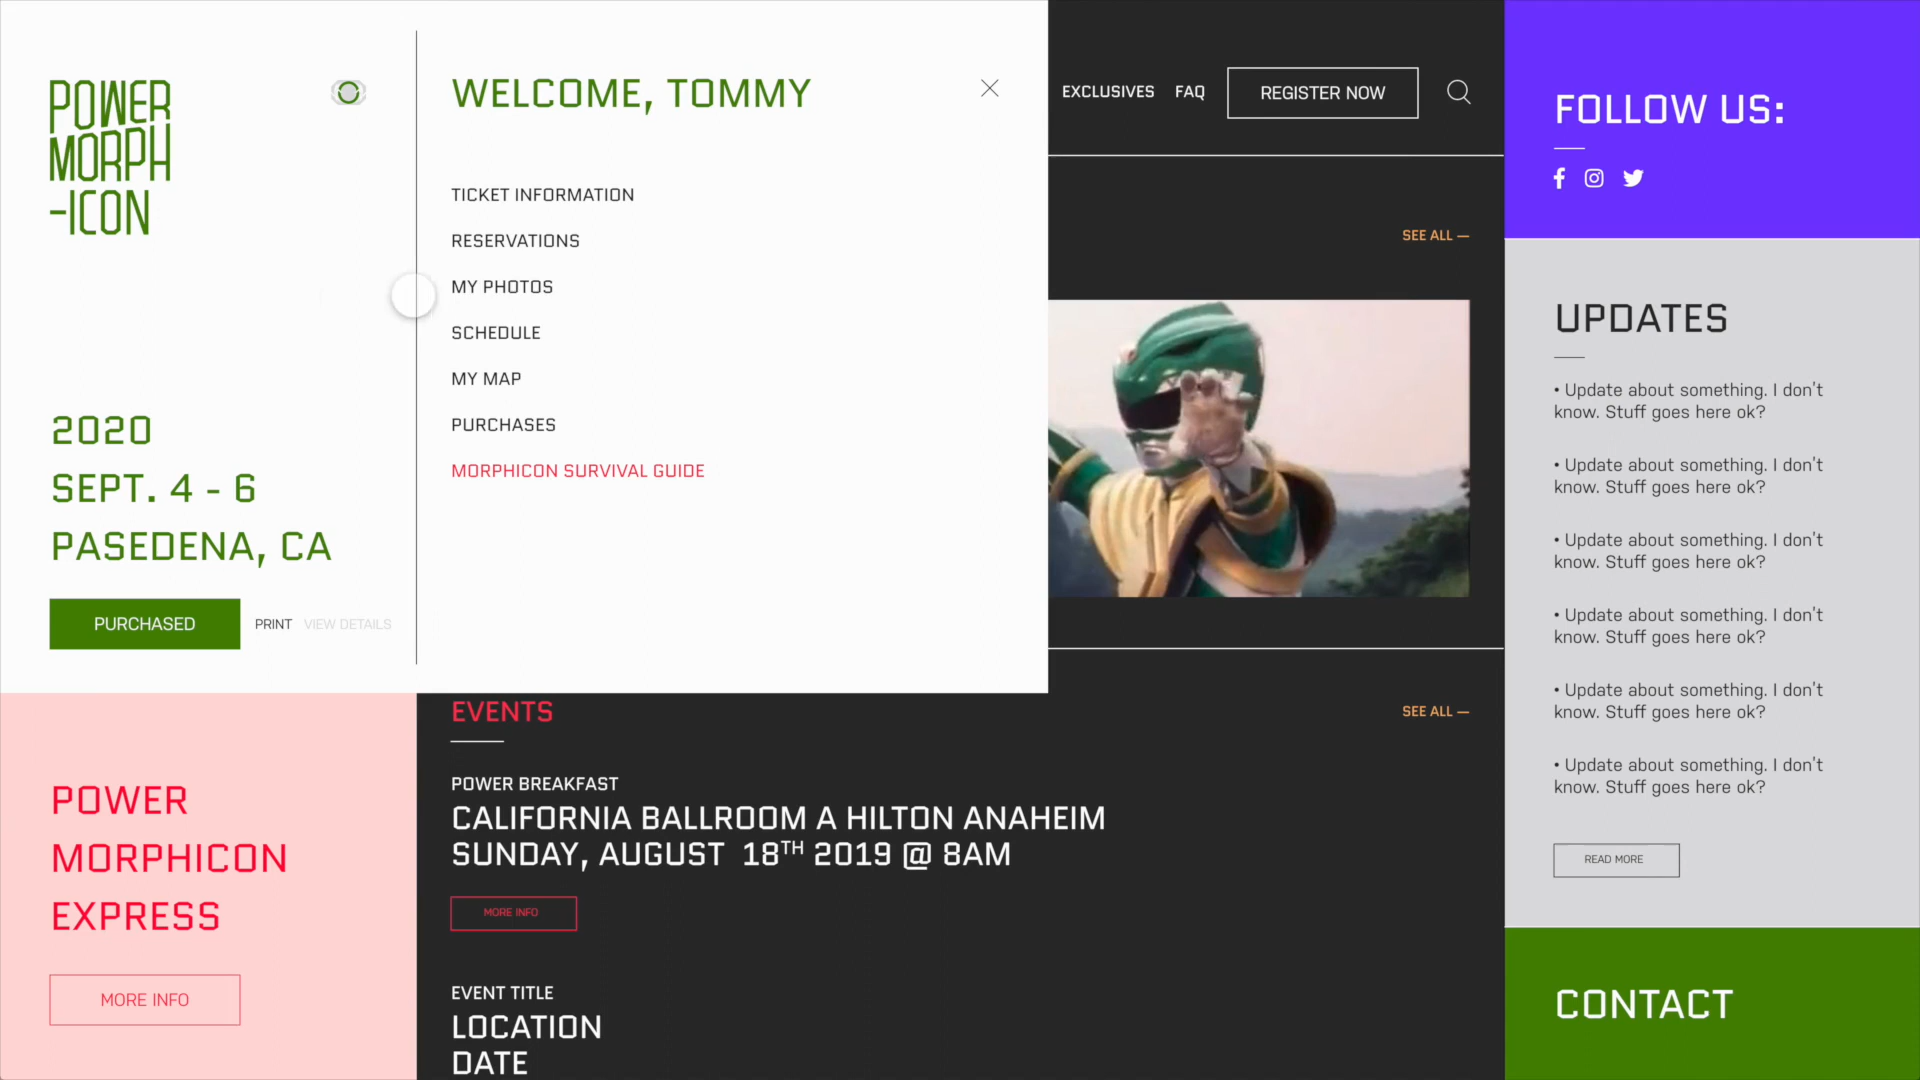 POWER
MORPH
-ICON
2020
SEPT. 4 - 6
PASEDENA, CA
PURCHASED
PRINT
VIEW DETAILS
WELCOME, TOMMY
TICKET INFORMATION
RESERVATIONS
MY PHOTOS
SCHEDULE
MY MAP
PURCHASES
MORPHICON SURVIVAL GUIDE
EXCLUSIVES
FAQ
REGISTER NOW
SEE ALL —
POWER
MORPHICON
EXPRESS
MORE INFO
EVENTS
SEE ALL —
POWER BREAKFAST
CALIFORNIA BALLROOM A HILTON ANAHEIM
SUNDAY, AUGUST 18TH 2019 @ 8AM
MORE INFO
EVENT TITLE
LOCATION
DATE
FOLLOW US:
UPDATES
• Update about something. I don't
know. Stuff goes here ok?
• Update about something. I don't
know. Stuff goes here ok?
• Update about something. I don't
know. Stuff goes here ok?
• Update about something. I don't
know. Stuff goes here ok?
• Update about something. I don't
know. Stuff goes here ok?
• Update about something. I don't
know. Stuff goes here ok?
READ MORE
CONTACT